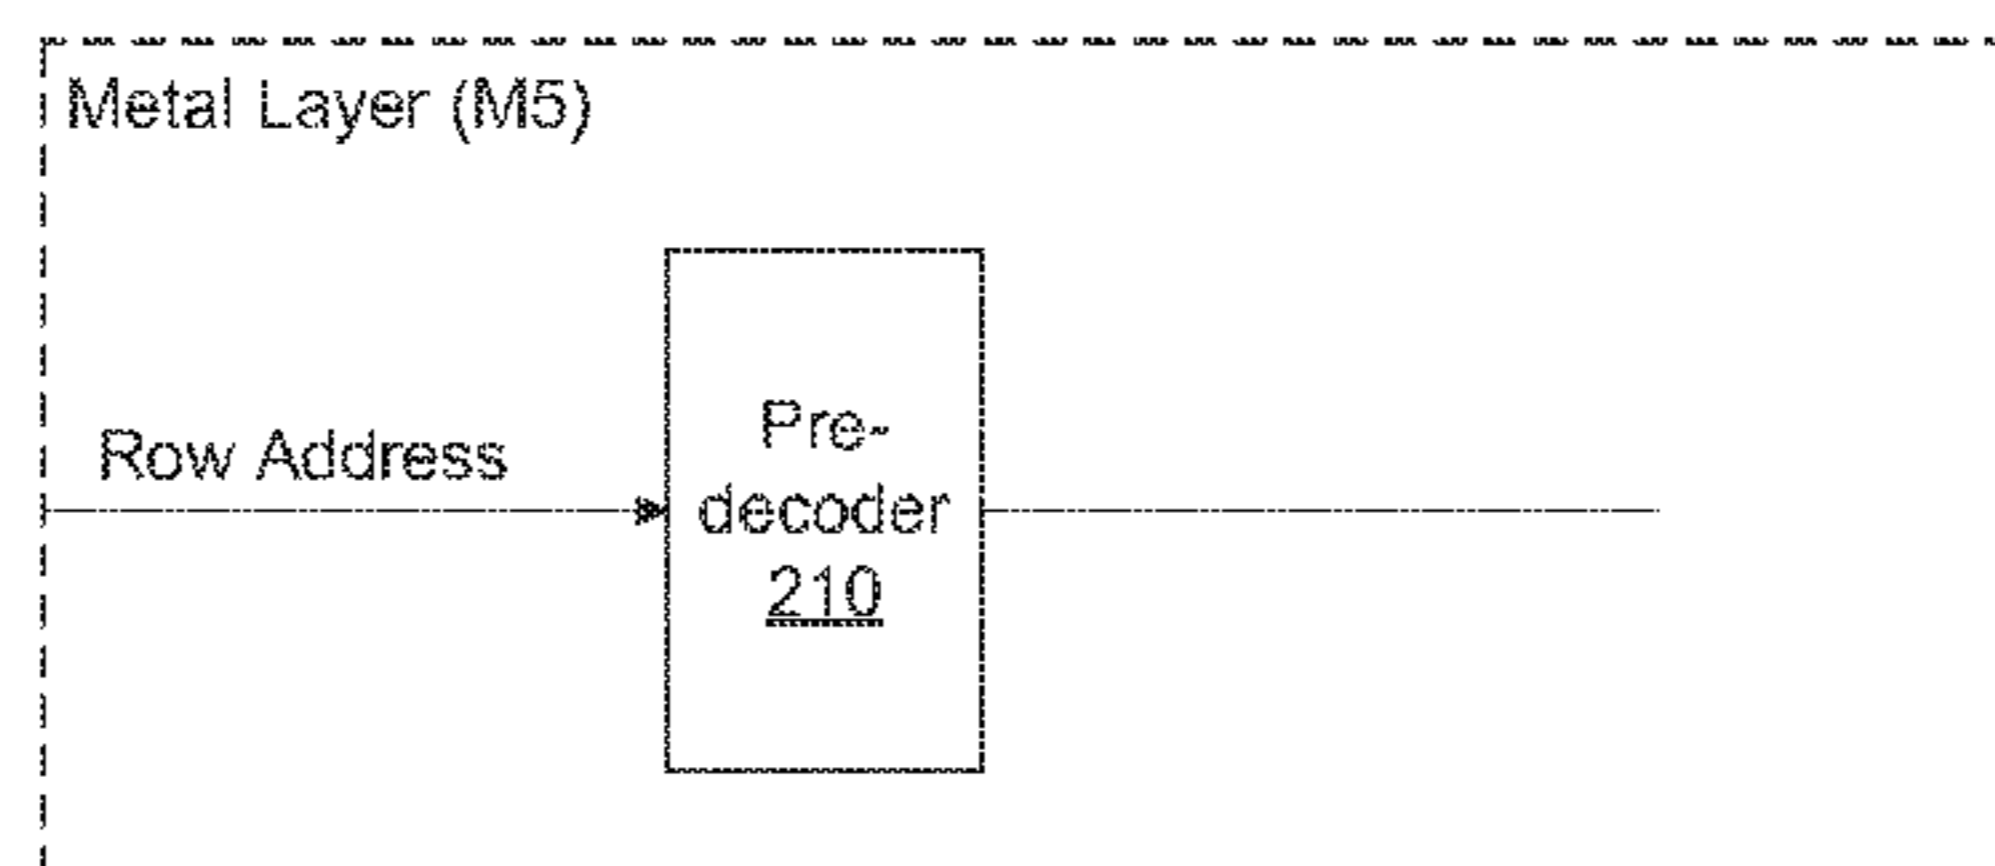 Metal Layer (M5)
Row Address
Pre-
decoder
210